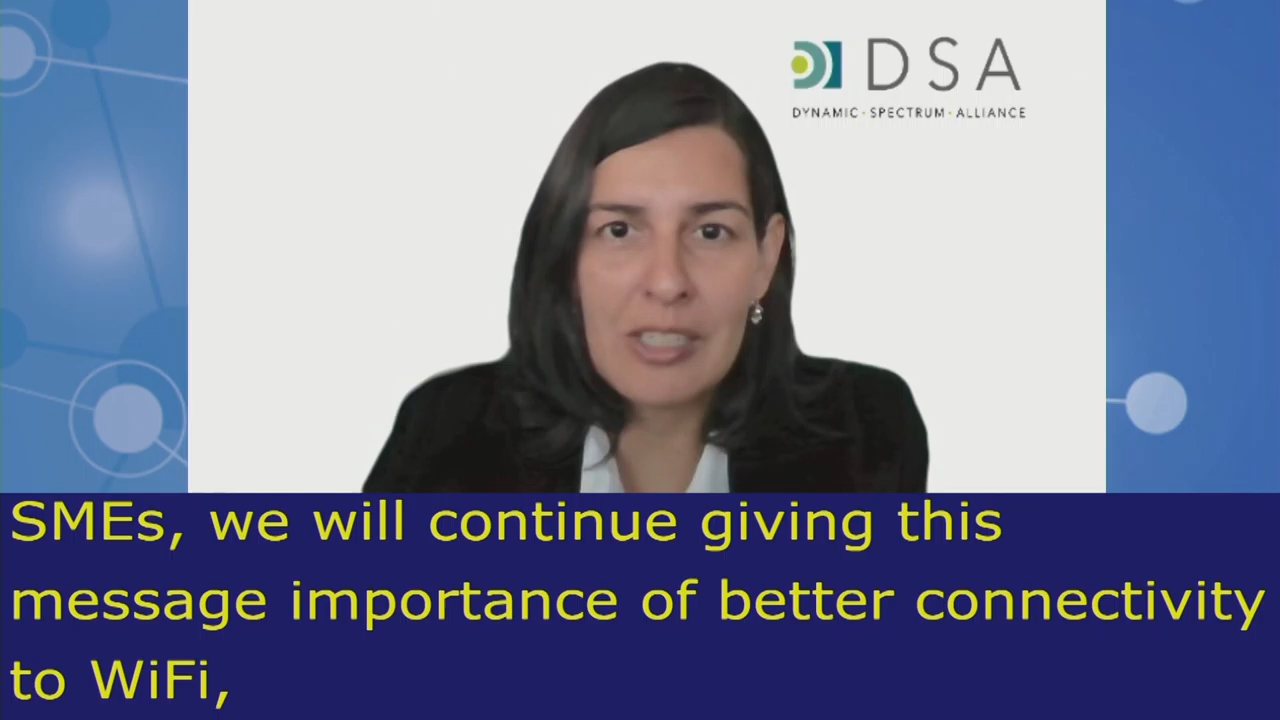 DSA
DYNAMIC · SPECTRUM · ALLIANCE
SMEs, we will continue giving this
message importance of better connectivity
to WiFi,